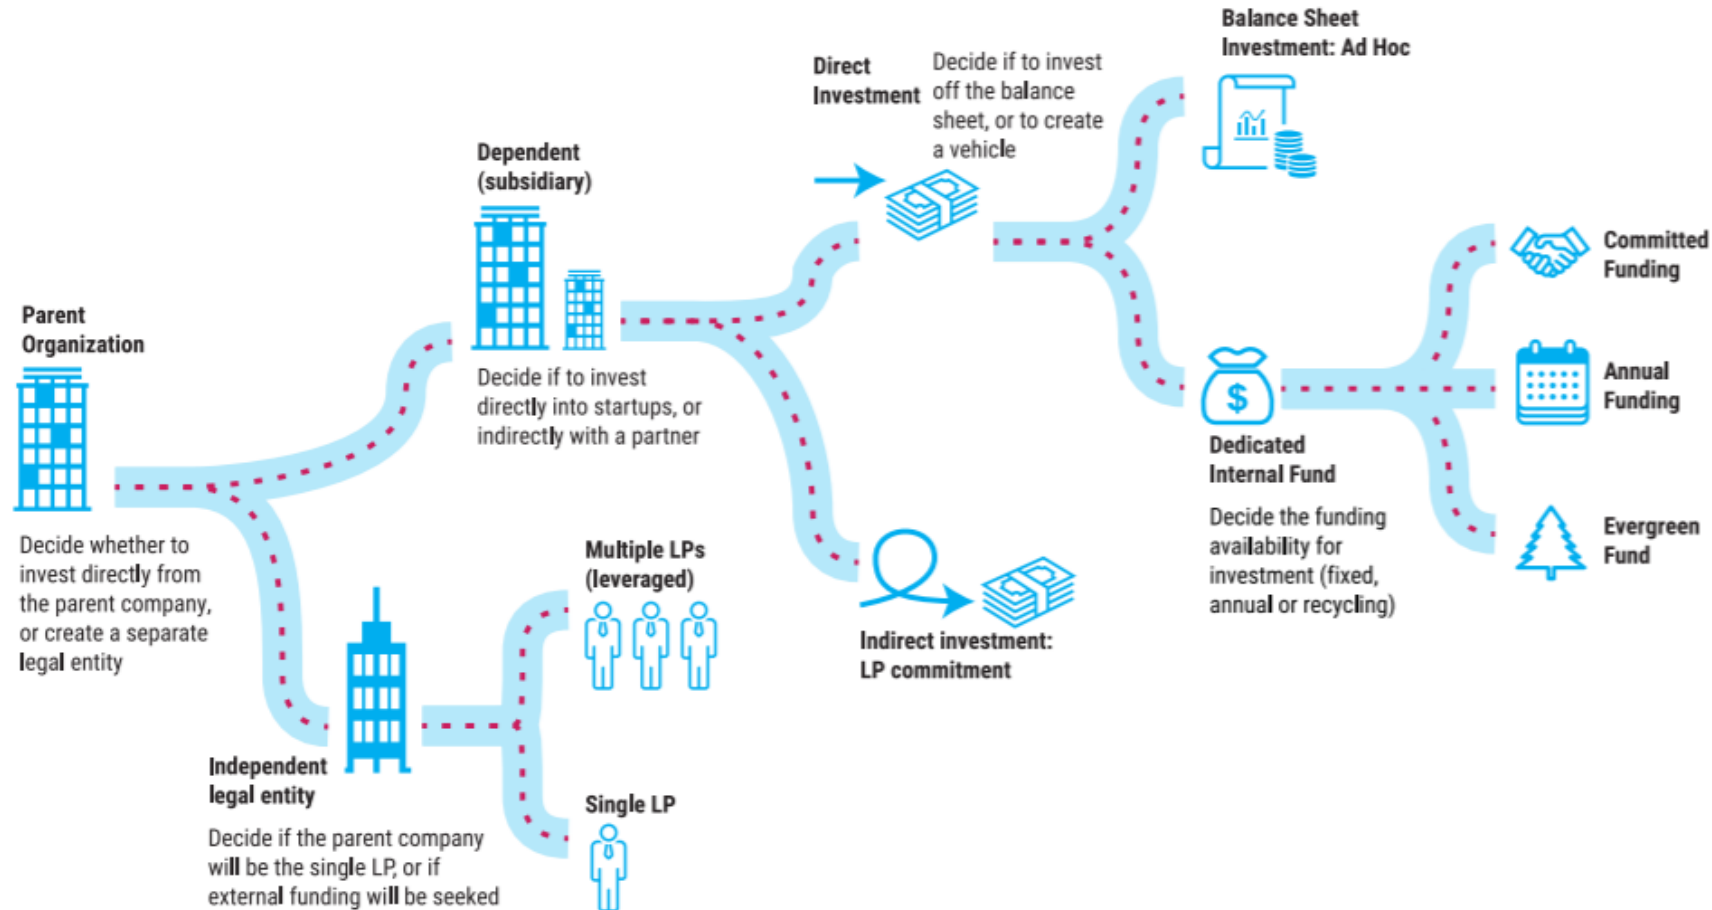 Parent
Organization
Decide whether to
invest directly from
the parent company,
or create a separate
legal entity
Dependent
(subsidiary)
Decide if to invest
directly into startups, or
indirectly with a partner
Independent
legal entity
Decide if the parent company
will be the single LP, or if
external funding will be seeked
Multiple LPs
(leveraged)
Single LP
Direct
Investment
Decide if to invest
off the balance
sheet, or to create
a vehicle
Indirect investment:
LP commitment
Balance Sheet
Investment: Ad Hoc
$
Dedicated
Internal Fund
Decide the funding
availability for
investment (fixed,
annual or recycling)
Committed
Funding
Annual
Funding
Evergreen
Fund